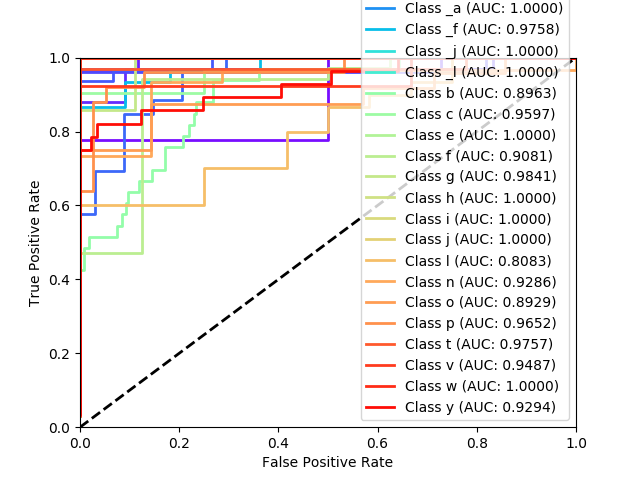 Class _a (AUC: 1.0000)
Class _f (AUC: 0.9758)
Class _j (AUC: 1.0000)
Class _l (AUC: 1.0000)
Class b (AUC: 0.8963)
Class c (AUC: 0.9597)
Class e (AUC: 1.0000)
Class f (AUC: 0.9081)
Class g (AUC: 0.9841)
Class h (AUC: 1.0000)
Class i (AUC: 1.0000)
Class j (AUC: 1.0000)
Class l (AUC: 0.8083)
Class n (AUC: 0.9286)
Class o (AUC: 0.8929)
Class p (AUC: 0.9652)
Class t (AUC: 0.9757)
Class v (AUC: 0.9487)
Class w (AUC: 1.0000)
Class y (AUC: 0.9294)
1.0
0.8
0.6
0.4
0.2
0.0
True Positive Rate
0.0 0.2 0.4 0.6 0.8 1.0
False Positive Rate